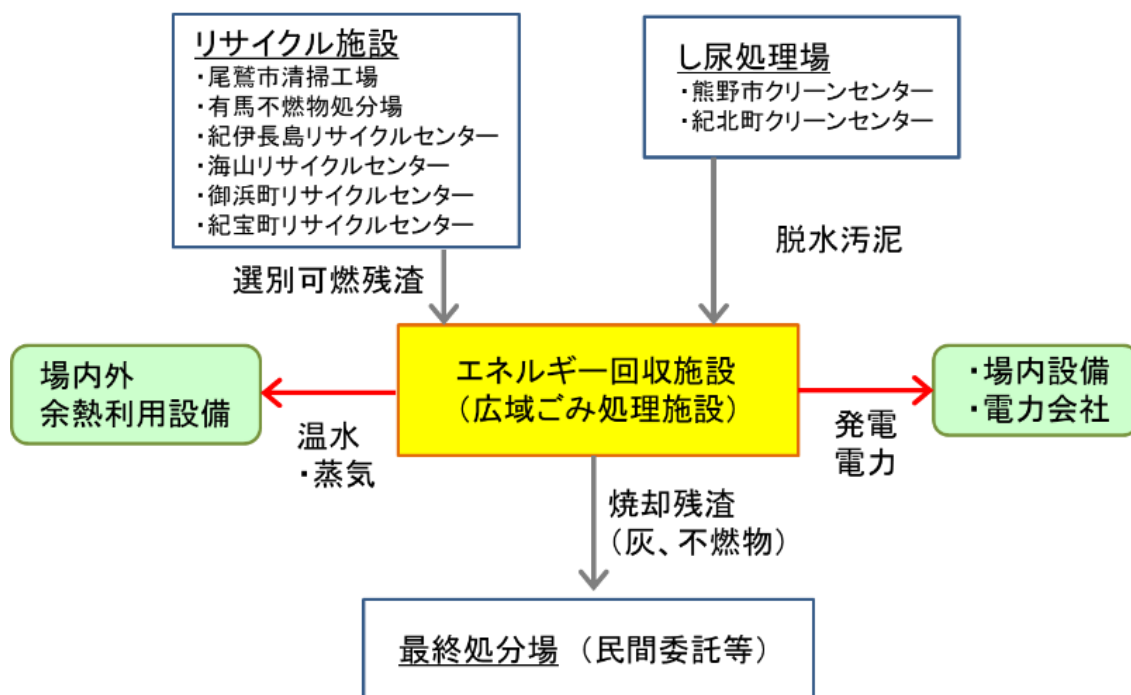 リサイクル施設
・尾鷲市清掃工場
・有馬不燃物処分場
・紀伊長島リサイクルセンター
・海山リサイクルセンター
・御浜町リサイクルセンター
・紀宝町リサイクルセンター
し尿処理場
・熊野市クリーンセンター
・紀北町クリーンセンター
選別可燃残渣
脱水汚泥
場内外
余熱利用設備
エネルギー回収施設
（広域ごみ処理施設）
・場内設備
・電力会社
温水
・蒸気
発電
電力
焼却残渣
（灰、不燃物）
最終処分場 （民間委託等）